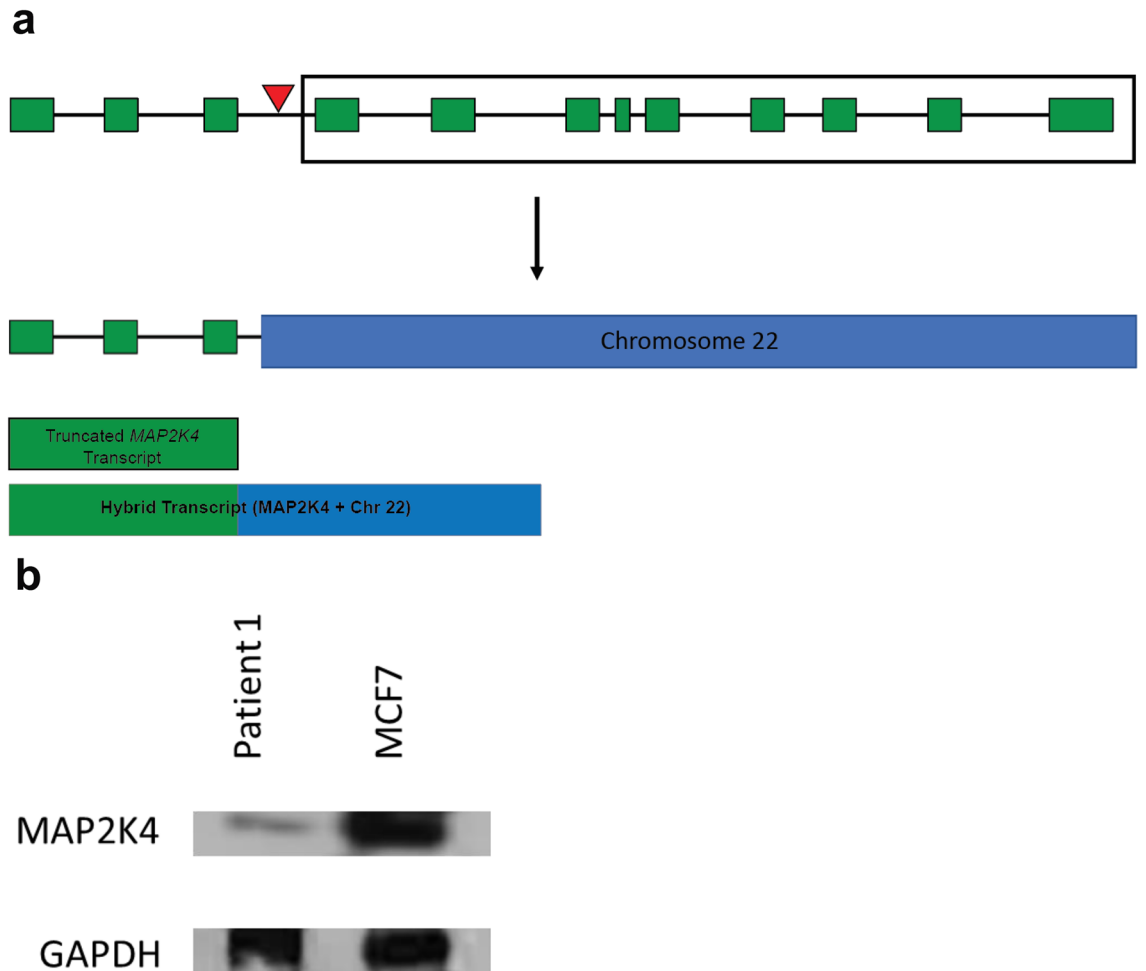 a
Chromosome 22
Truncated MAP2K4
Transcript
Hybrid Transcript (MAP2K4 + Chr 22)
b
Patient 1
MCF7
MAP2K4
GAPDH